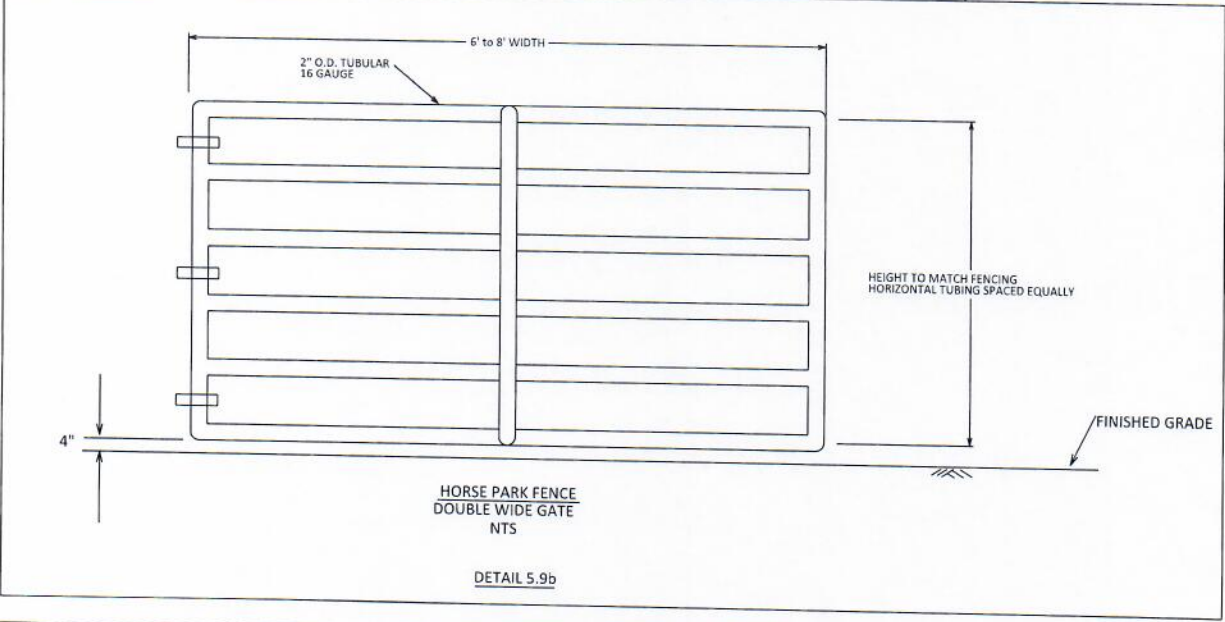 6' to 8' WIDTH
2" O.D. TUBULAR
16 GAUGE
HEIGHT TO MATCH FENCING
HORIZONTAL TUBING SPACED EQUALLY
4"
FINISHED GRADE
HORSE PARK FENCE
DOUBLE WIDE GATE
NTS
DETAIL 5.9b